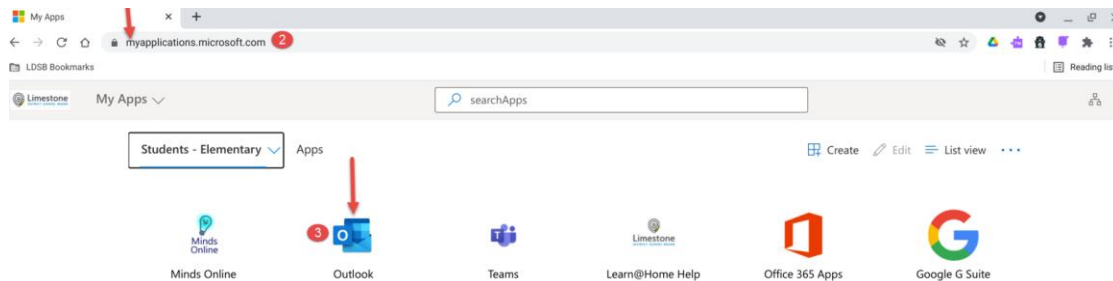 My Apps
myapplications.microsoft.com 2
LDSB Bookmarks
Reading list
Limestone My Apps searchApps
Students - Elementary Apps Create Edit List view
3
Minds Online
Limestone
Minds Online Outlook Teams Learn@Home Help Office 365 Apps Google G Suite